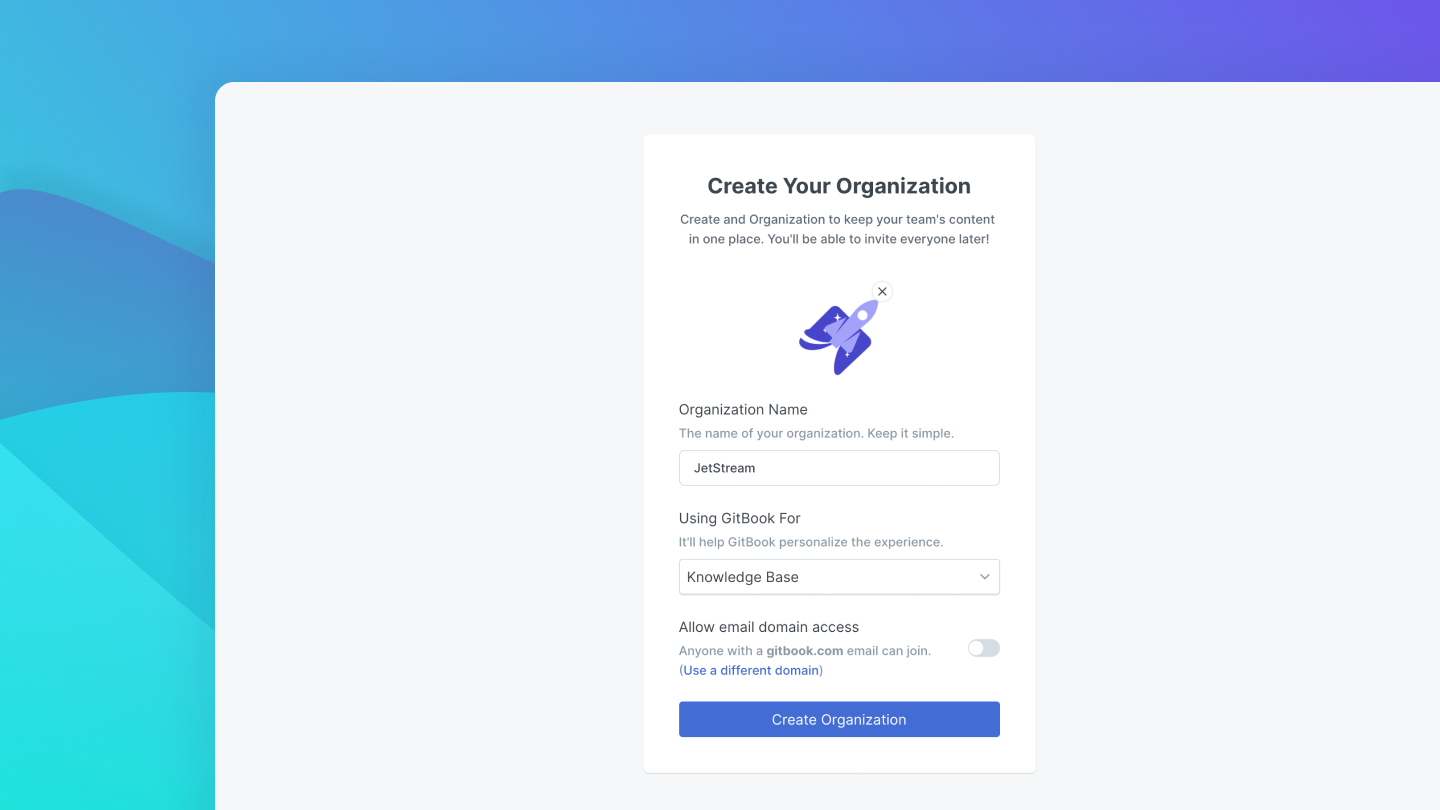 Create Your Organization
Create and Organization to keep your team's content
in one place. You'll be able to invite everyone later!
Organization Name
The name of your organization. Keep it simple.
JetStream
Using GitBook For
It'll help GitBook personalize the experience.
Knowledge Base
Allow email domain access
Anyone with a gitbook.com email can join.
(Use a different domain)
Create Organization